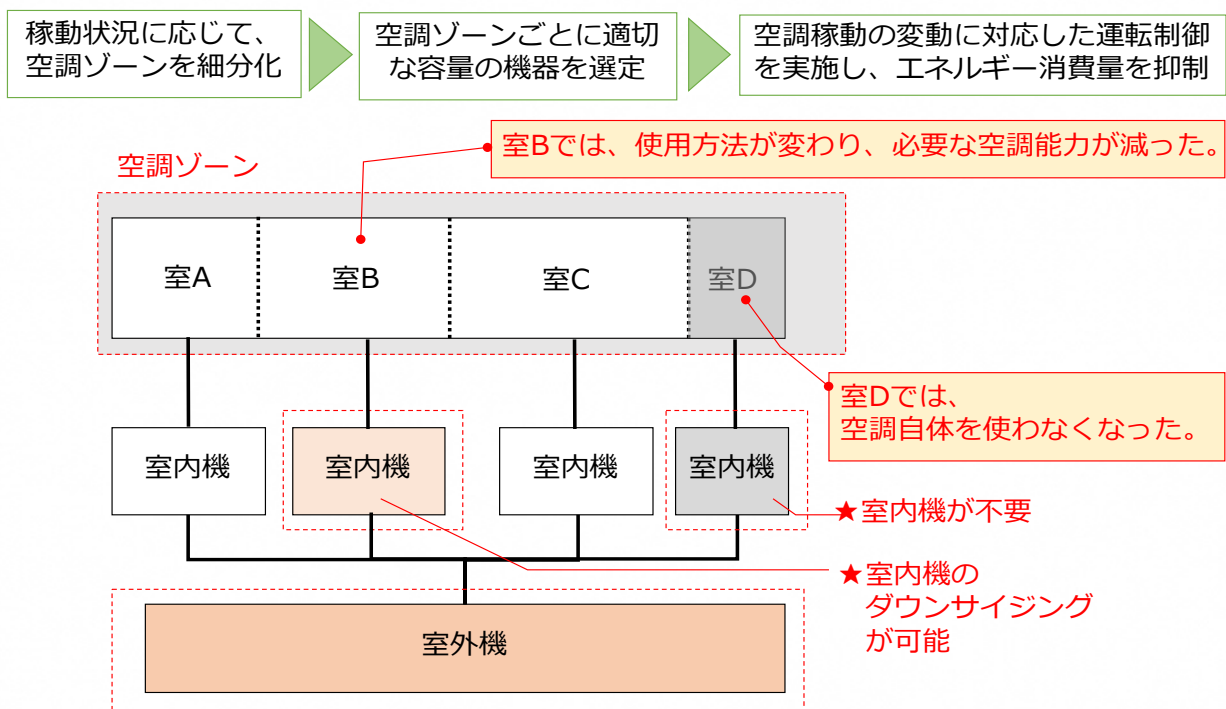 稼動状況に応じて、
空調ゾーンを細分化
空調ゾーンごとに適切
な容量の機器を選定
空調稼動の変動に対応した運転制御
を実施し、エネルギー消費量を抑制
室Bでは、使用方法が変わり、必要な空調能力が減った。
空調ゾーン
室A
室B
室C
室D
室Dでは、
空調自体を使わなくなった。
室内機
室内機
室内機
室内機
★室内機が不要
★室内機の
ダウンサイジング
が可能
室外機